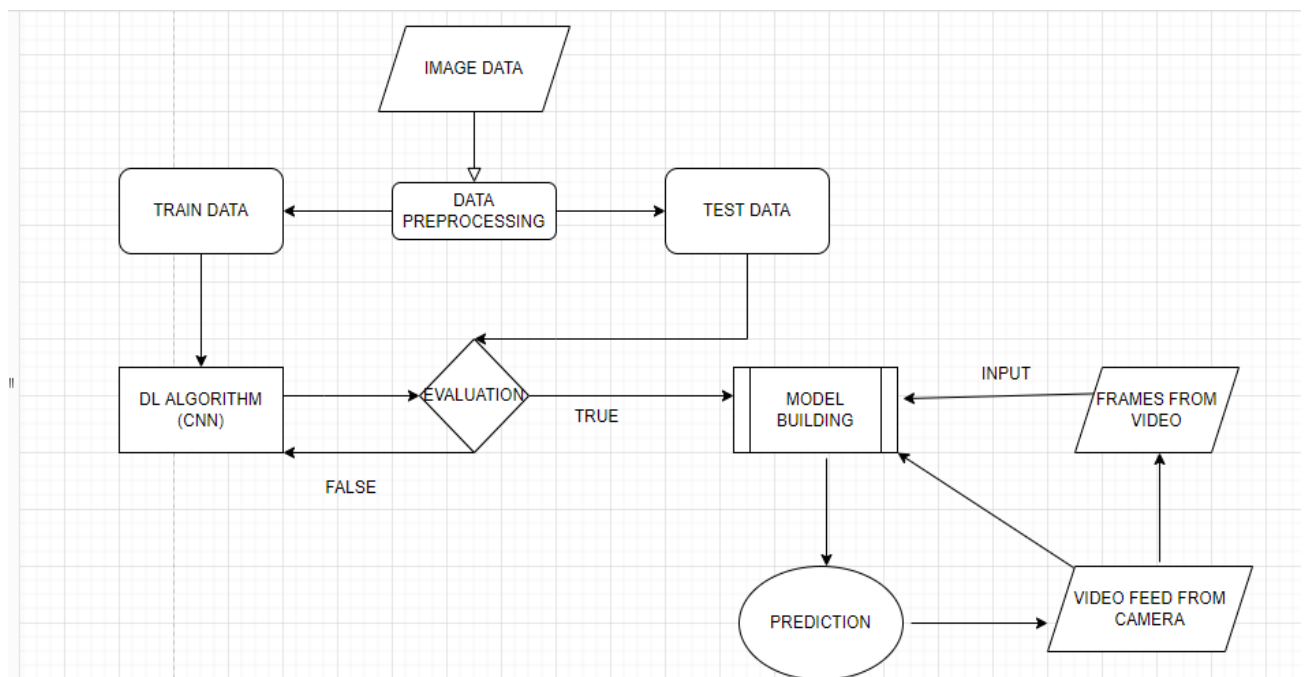 IMAGE DATA
TRAIN DATA
DATA
PREPROCESSING
TEST DATA
DL ALGORITHM
(CNN)
EVALUATION
TRUE
FALSE
MODEL
BUILDING
INPUT
FRAMES FROM
VIDEO
PREDICTION
VIDEO FEED FROM
CAMERA